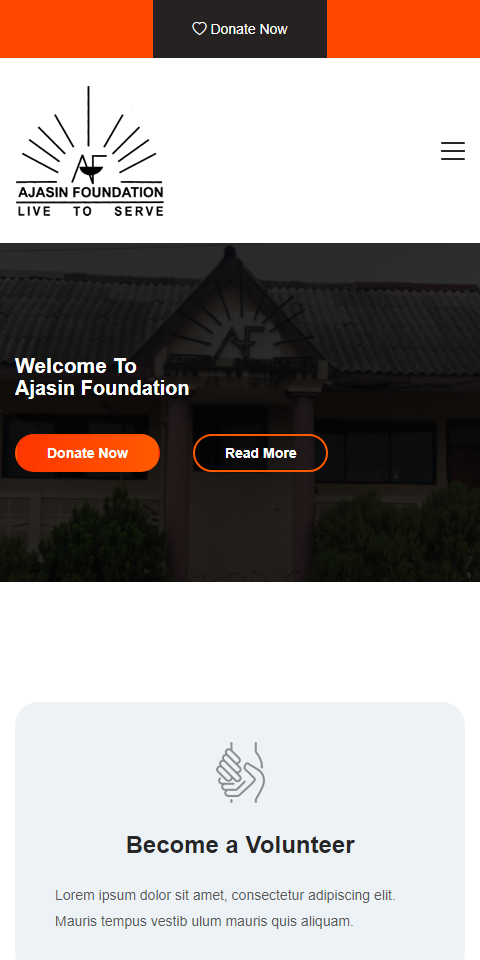 Donate Now
AF
AJASIN FOUNDATION
LIVE TO SERVE
AF
Welcome To
Ajasin Foundation
Donate Now
Read More
Become a Volunteer
Lorem ipsum dolor sit amet, consectetur adipiscing elit.
Mauris tempus vestib ulum mauris quis aliquam.